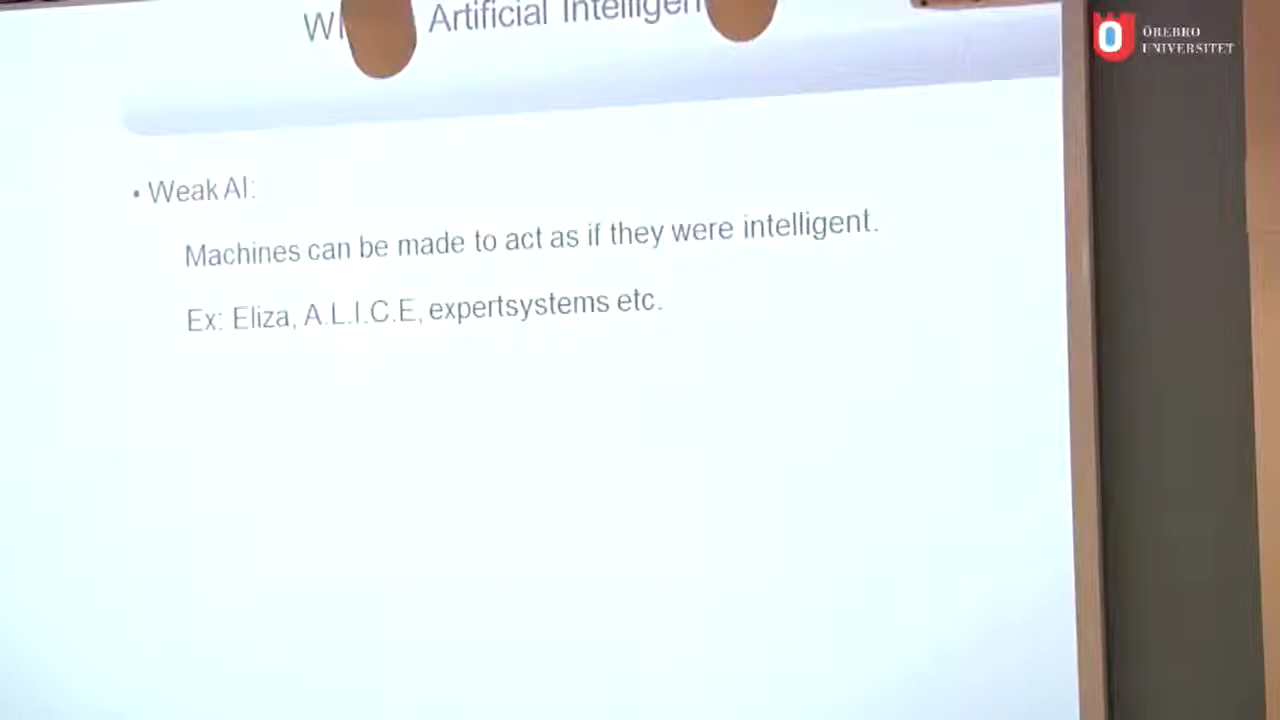 Artificial
• Weak AI:
Machines can be made to act as if they were intelligent.
Ex: Eliza, A.L.I.C.E, expertsystems etc.
ÖREBRO
UNIVERSITET